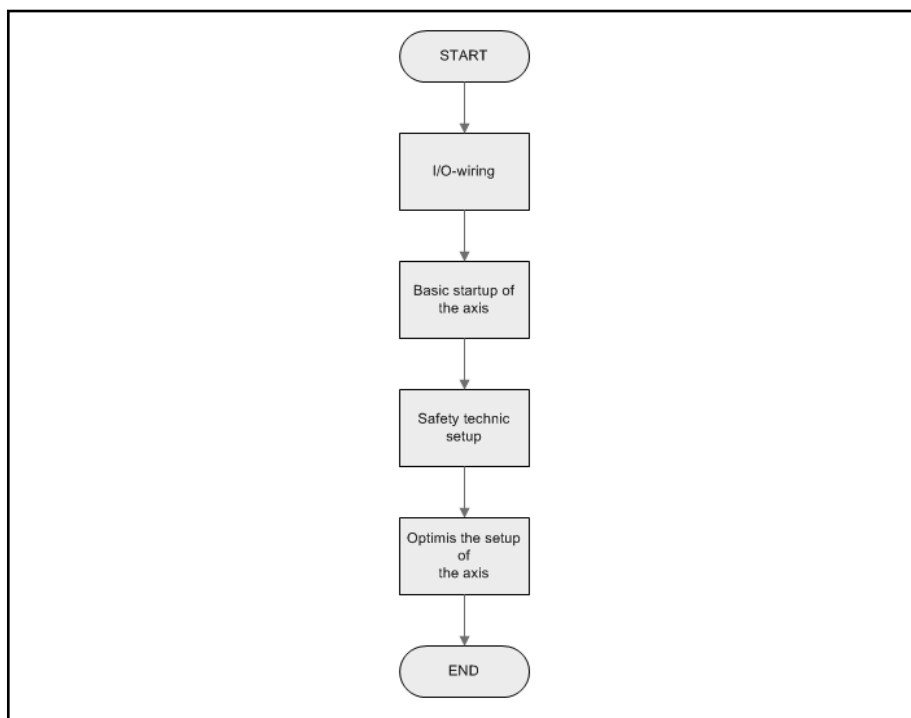 START
I/O-wiring
Basic startup of
the axis
Safety technic
setup
Optimis the setup
of
the axis
END